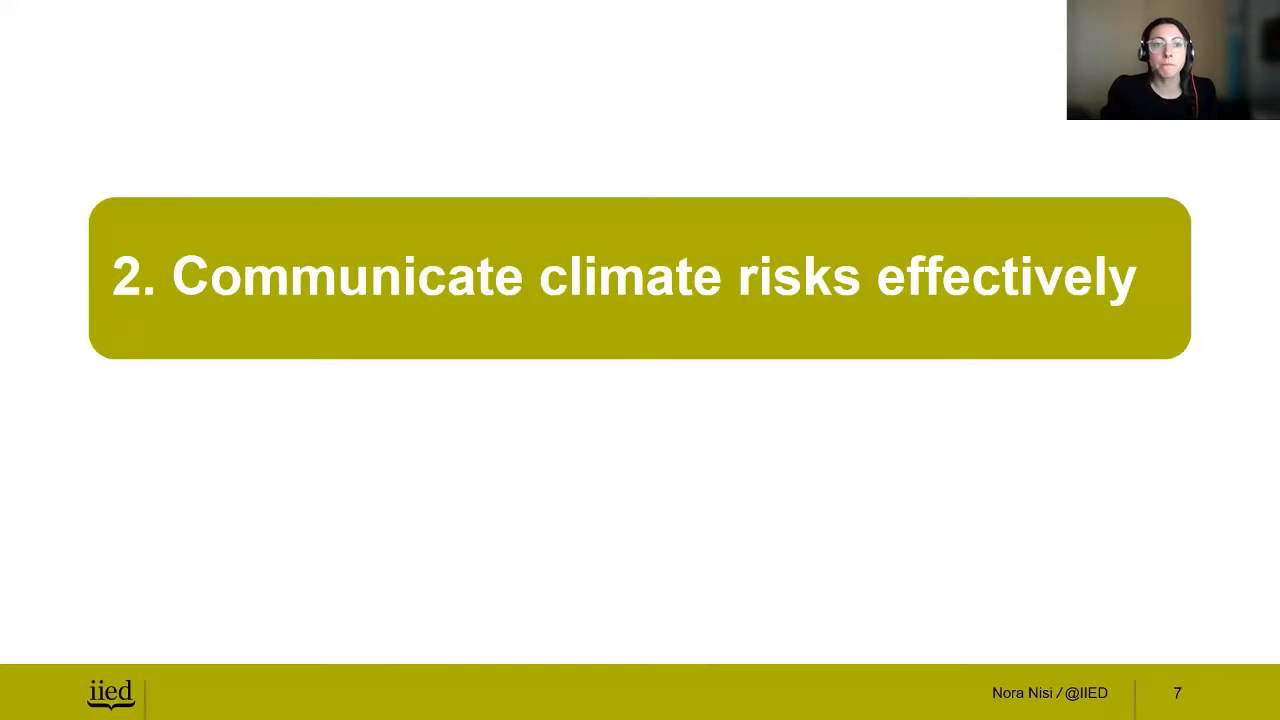 2. Communicate climate risks effectively
iied
Nora Nisi / @IIED
7